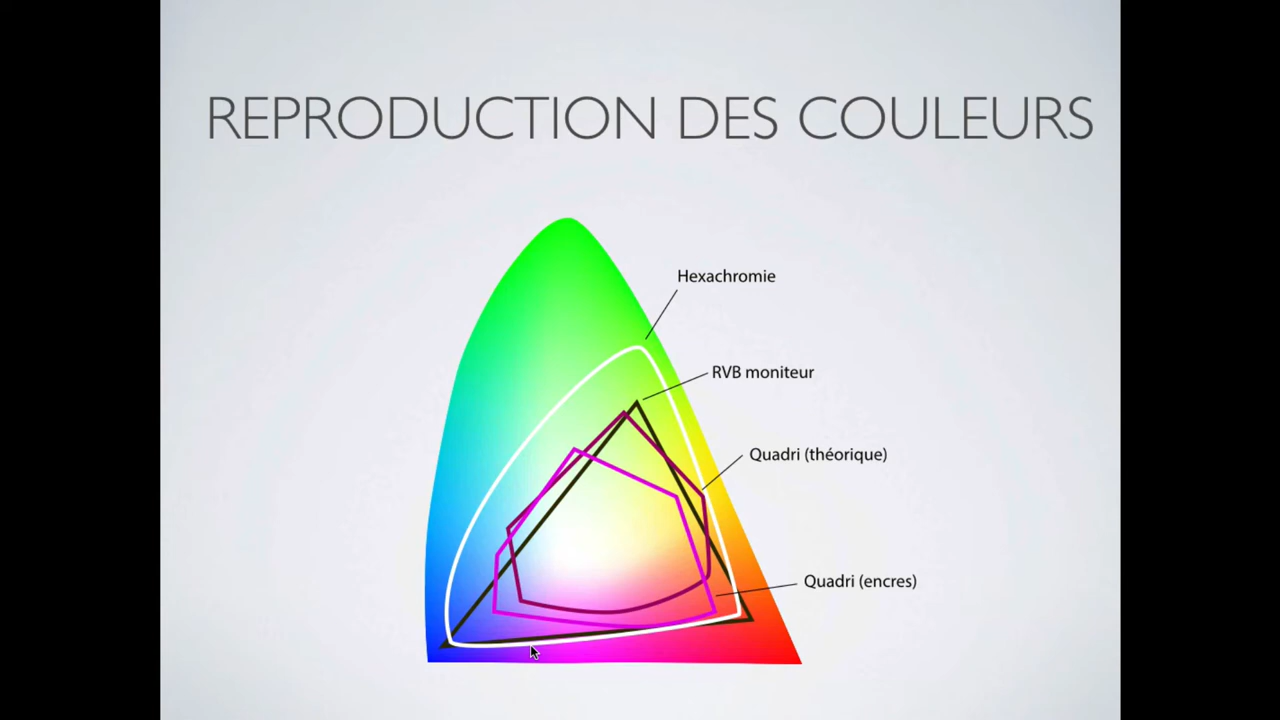 REPRODUCTION DES COULEURS
Hexachromie
RVB moniteur
Quadri (théorique)
Quadri (encres)